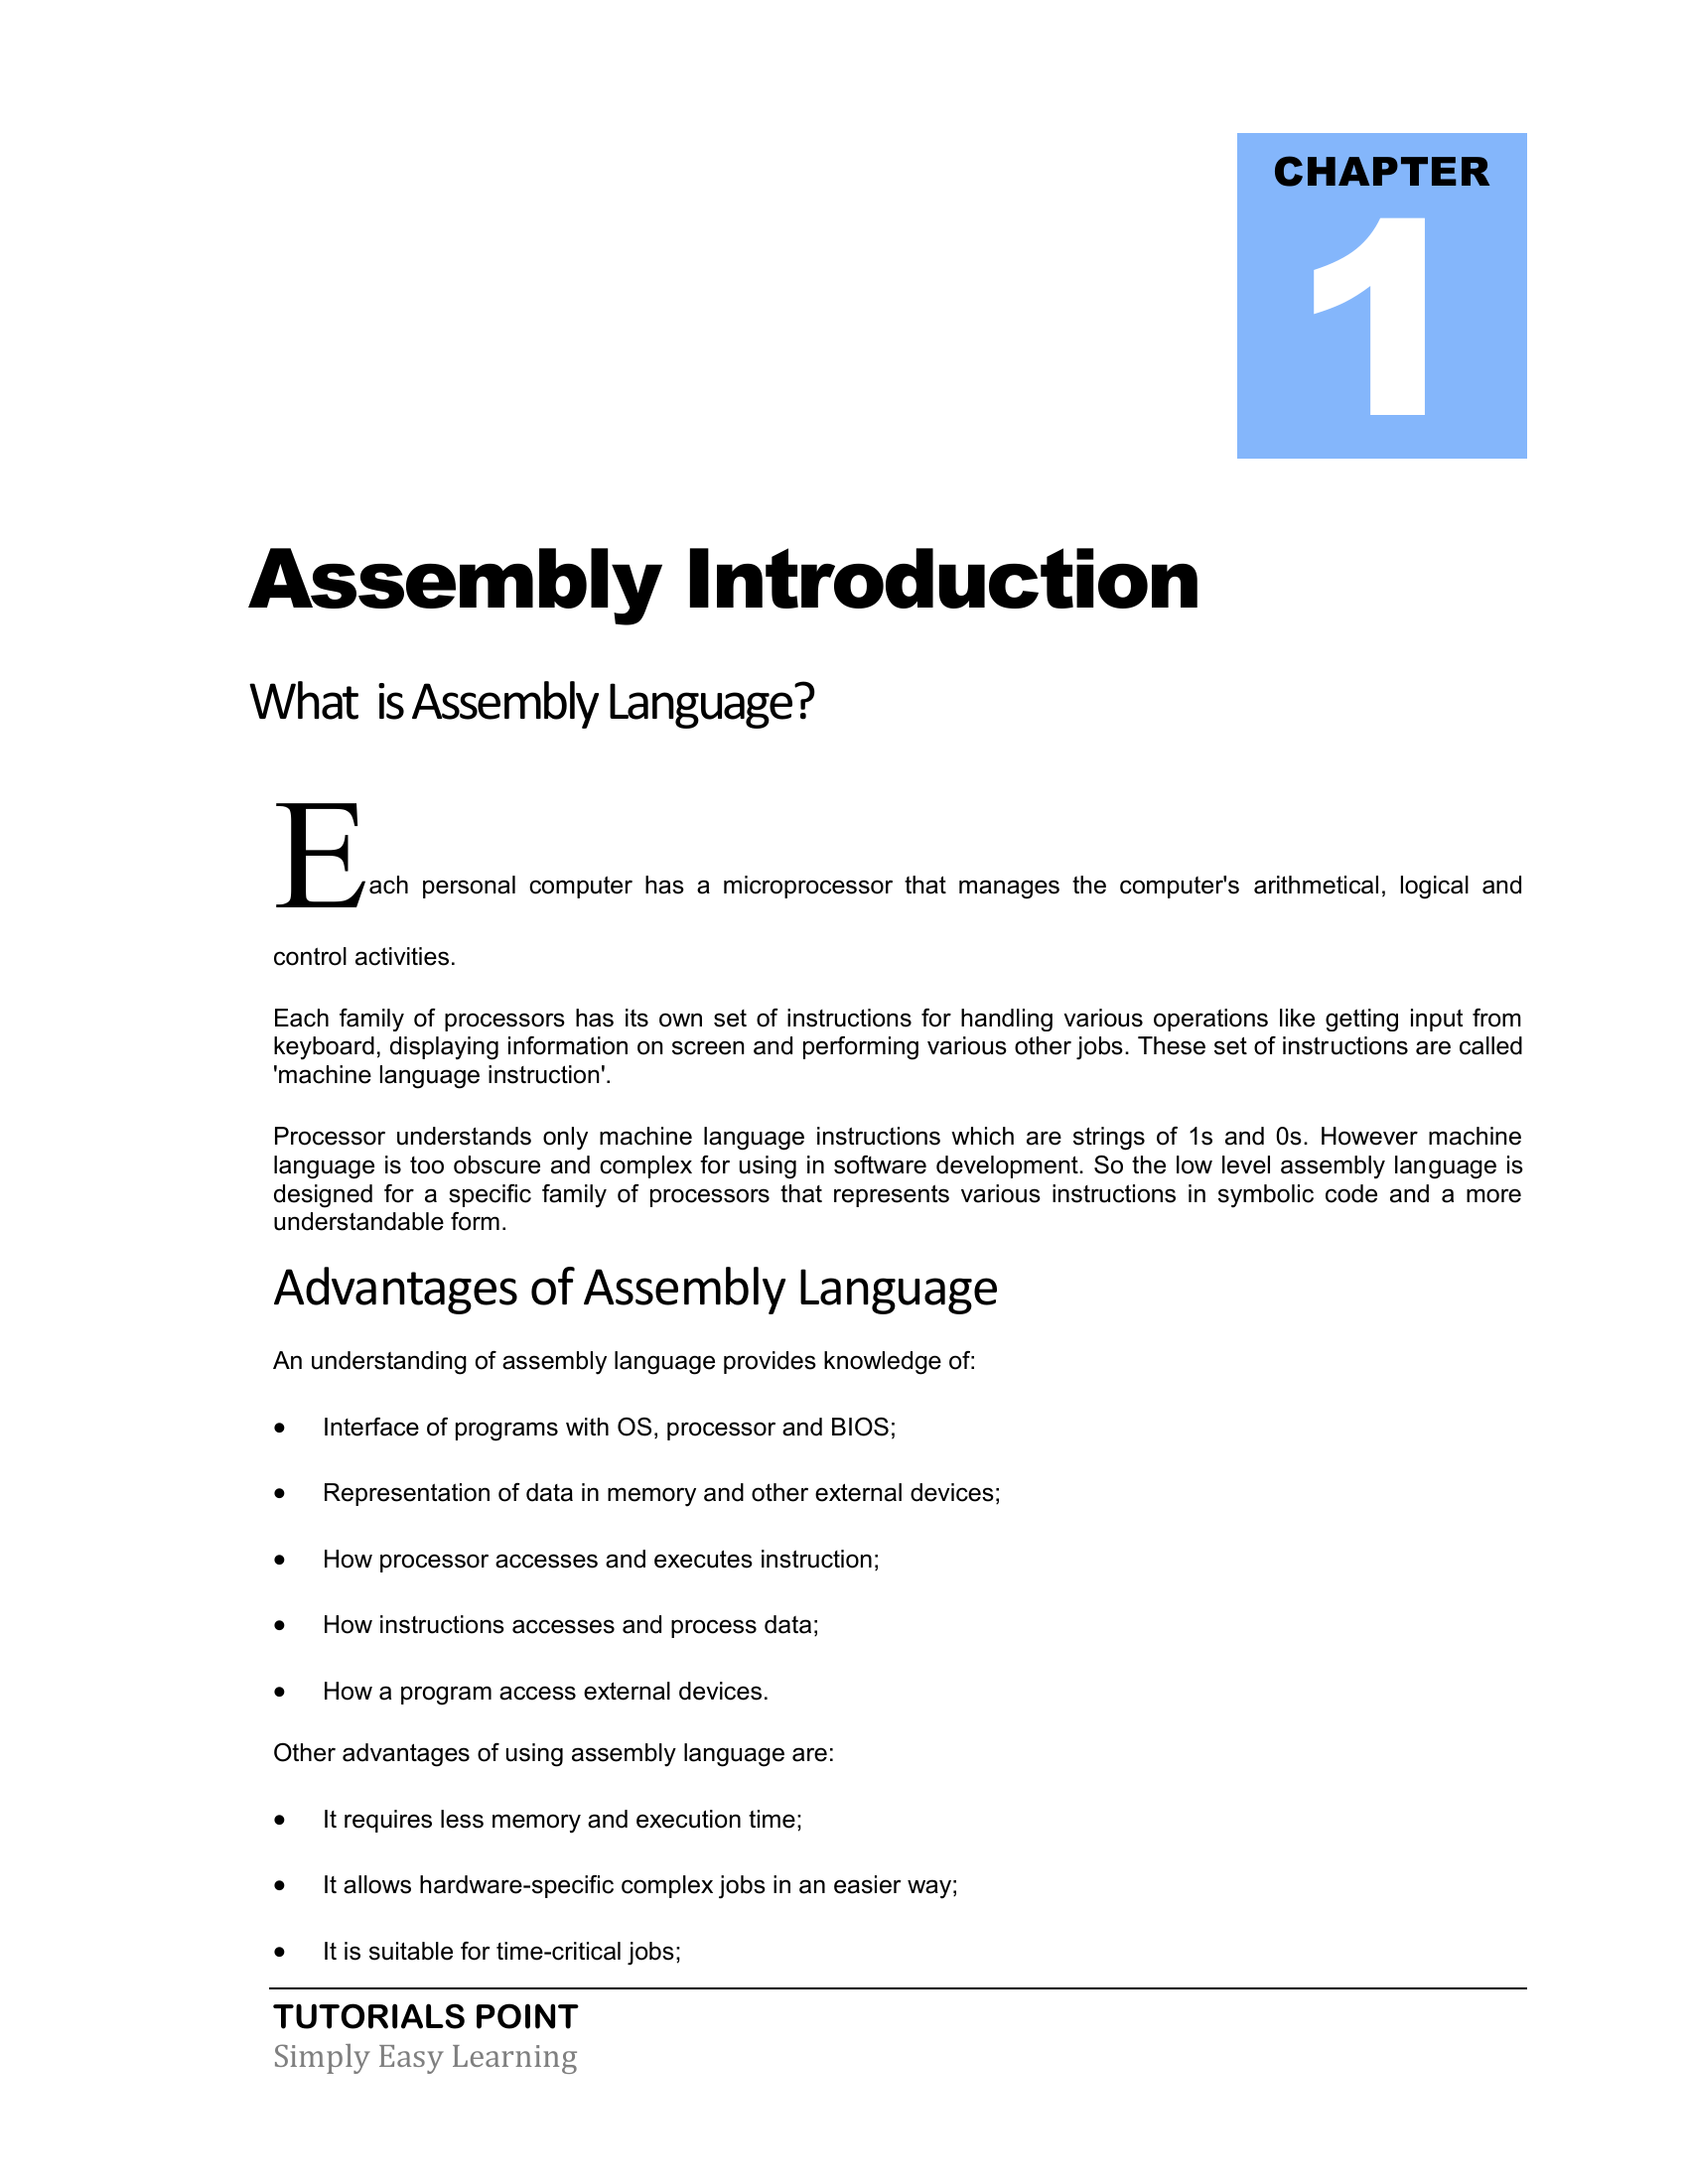 CHAPTER
1
Assembly Introduction
What is Assembly Language?
Each personal computer has a microprocessor that manages the computer's arithmetical, logical and
control activities.
Each family of processors has its own set of instructions for handling various operations like getting input from
keyboard, displaying information on screen and performing various other jobs. These set of instructions are called
'machine language instruction'.
Processor understands only machine language instructions which are strings of 1s and 0s. However machine
language is too obscure and complex for using in software development. So the low level assembly language is
designed for a specific family of processors that represents various instructions in symbolic code and a more
understandable form.
Advantages of Assembly Language
An understanding of assembly language provides knowledge of:
• Interface of programs with OS, processor and BIOS;
• Representation of data in memory and other external devices;
• How processor accesses and executes instruction;
• How instructions accesses and process data;
• How a program access external devices.
Other advantages of using assembly language are:
• It requires less memory and execution time;
• It allows hardware-specific complex jobs in an easier way;
• It is suitable for time-critical jobs;
TUTORIALS POINT
Simply Easy Learning